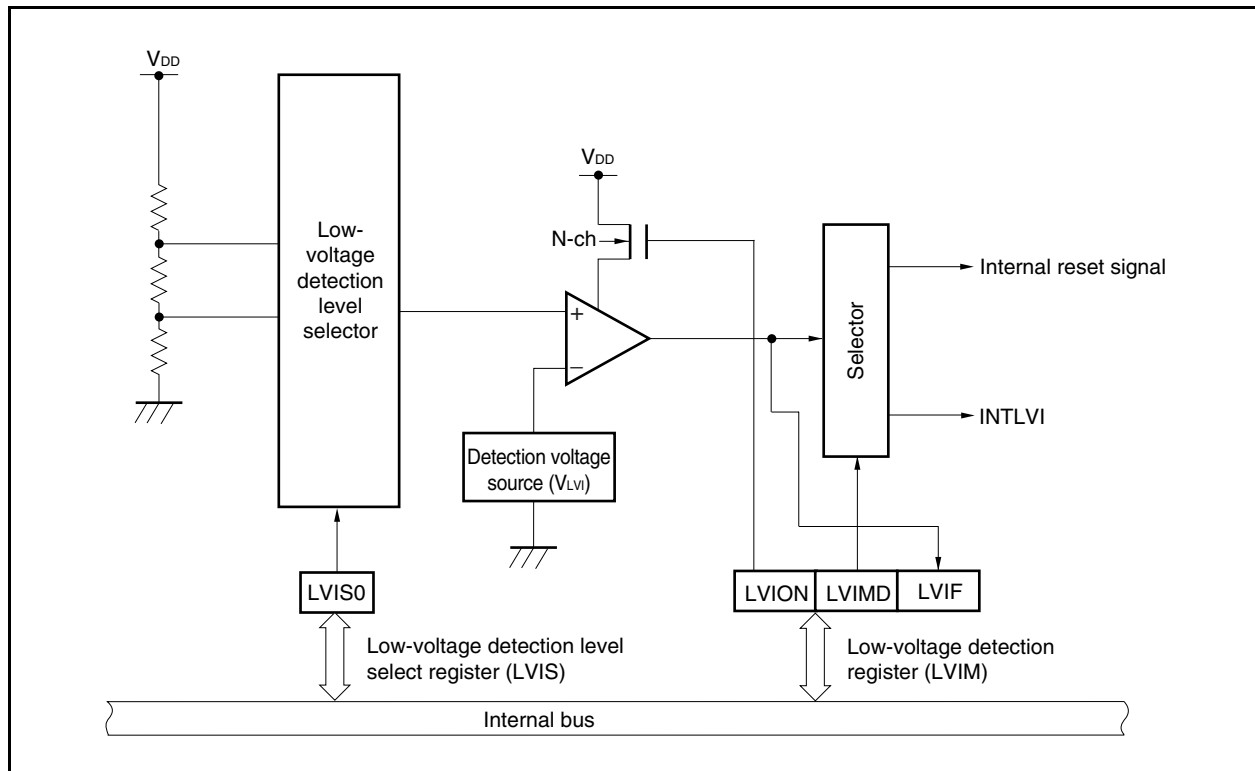 VDD
Low-
voltage
detection
level
selector
VDD
N-ch
+
−
Detection voltage
source (VLVI)
Selector
Internal reset signal
INTLVI
LVIS0
LVION
LVIMD
LVIF
Low-voltage detection level
select register (LVIS)
Low-voltage detection
register (LVIM)
Internal bus